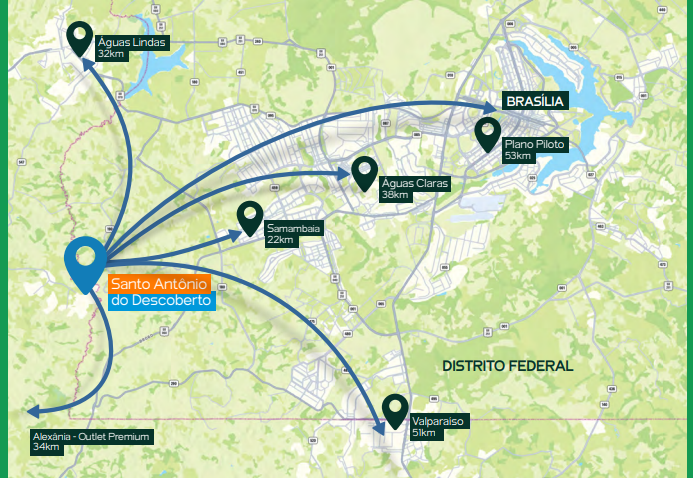 Águas Lindas
32km
BRASÍLIA
Plano Piloto
53km
Águas Claras
38km
Samambaia
22km
Santo Antônio
do Descoberto
DISTRITO FEDERAL
Valparaiso
51km
Alexânia - Outlet Premium
34km